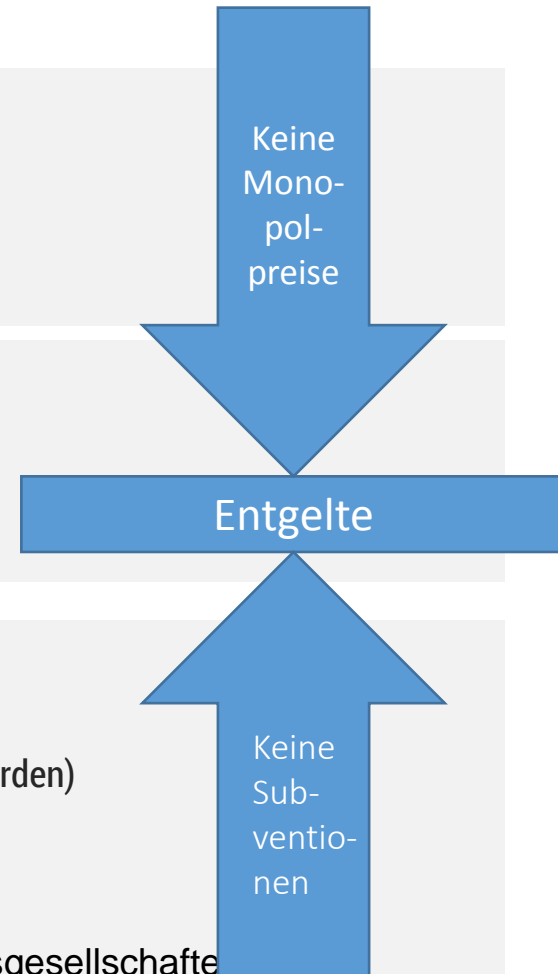 Keine
Mono-
pol-
preise
Entgelte
Keine
Sub-
ventio-
nen
rden)
sgesellschafte